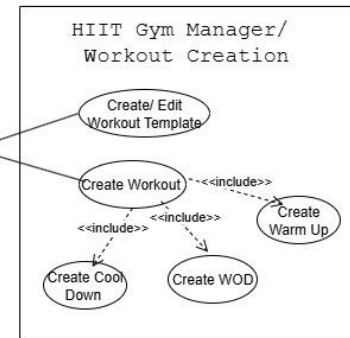 HIIT Gym Manager/
Workout Creation
Create/ Edit
Workout Template
Create Workout
<<include>>
<<include>>
<<include>>
Create
Warm Up
Create Cool
Down
Create WOD